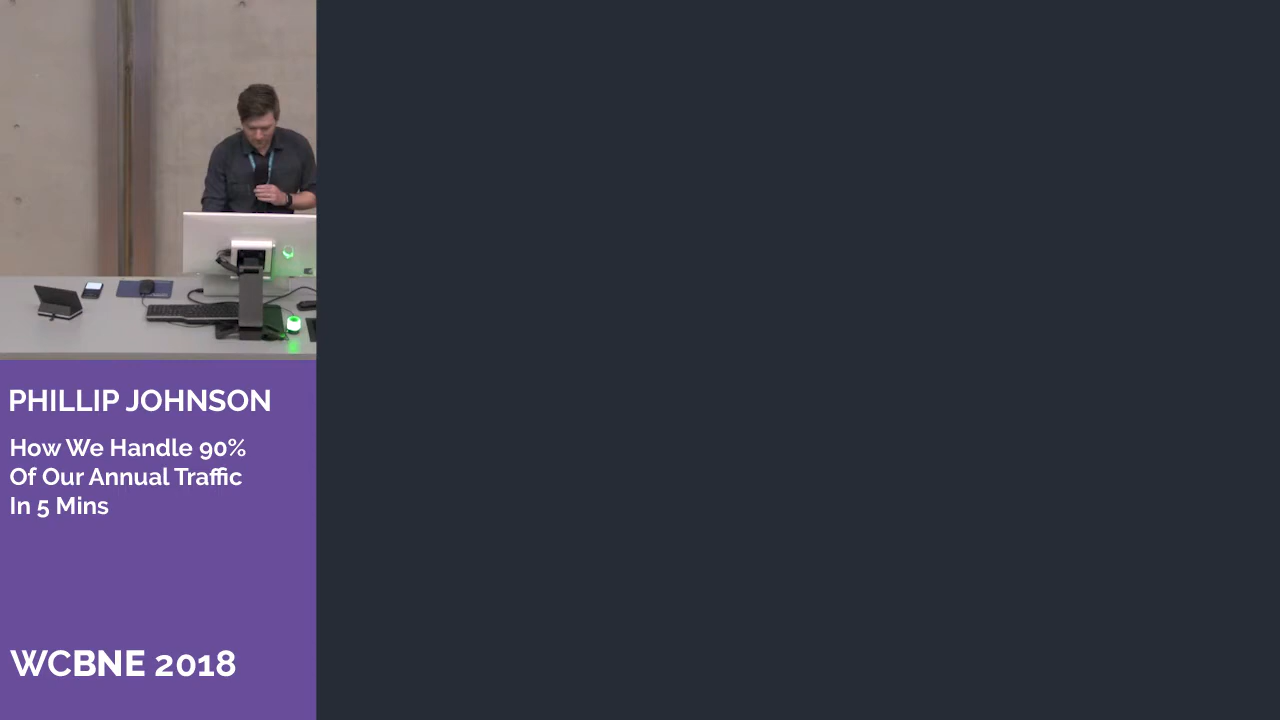 PHILLIP JOHNSON
How We Handle 90%
Of Our Annual Traffic
In 5 Mins
WCBNE 2018